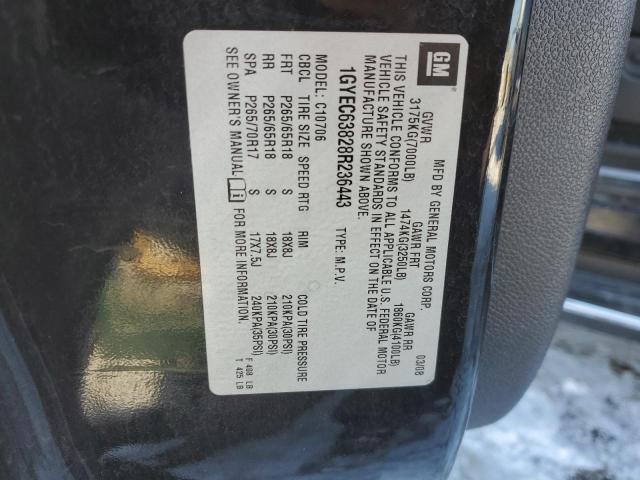 GM
MFD BY GENERAL MOTORS CORP. 03/08
GVWR GAWR FRT GAWR RR
3175KG(7000LB) 1474KG(3250LB) 1860KG(4100LB)
THIS VEHICLE CONFORMS TO ALL APPLICABLE U.S. FEDERAL MOTOR
VEHICLE SAFETY STANDARDS IN EFFECT ON THE DATE OF
MANUFACTURE SHOWN ABOVE.
1GYEC63828R236443 TYPE: M.P.V.
MODEL: C10706
CBCL TIRE SIZE SPEED RTG RIM COLD TIRE PRESSURE
FRT P265/65R18 S 18X8J 210KPA(30PSI)
RR P265/65R18 S 18X8J 210KPA(30PSI)
SPA P265/70R17 S 17X7.5J 240KPA(35PSI)
SEE OWNER'S MANUAL i FOR MORE INFORMATION.
F 408 LB
T 425 LB